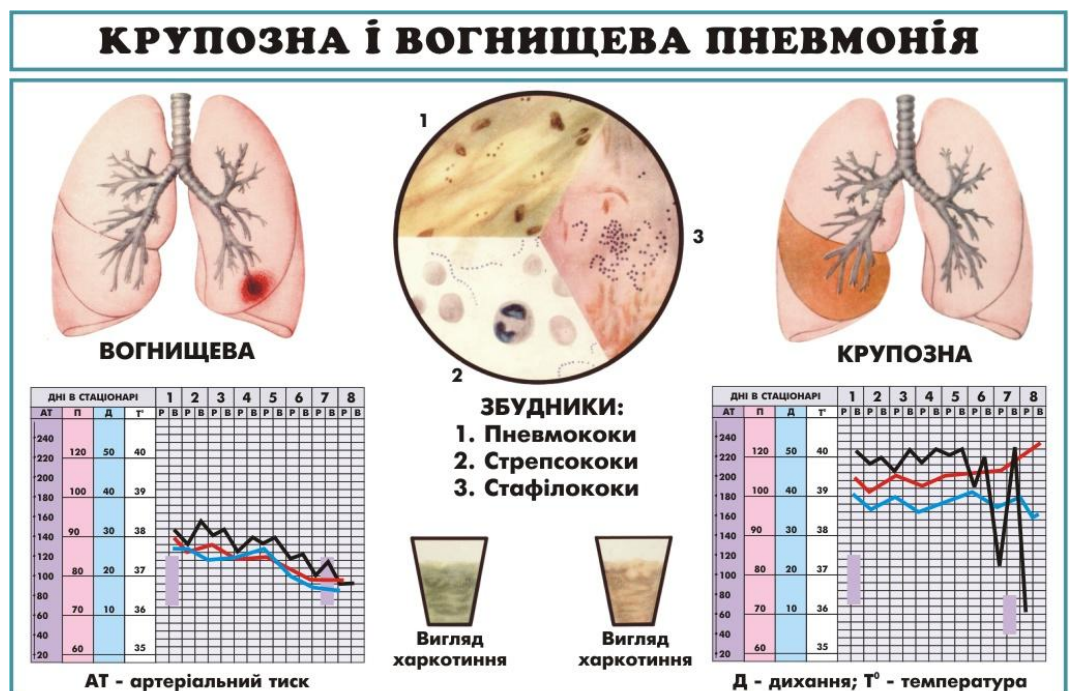 КРУПОЗНА і ВОГНИЩЕВА ПНЕВМОНіЯ
1
2
3
ВОГНИЩЕВА
КРУПОЗНА
ЗБУДНИКИ:
1. Пневмококи
2. Стрепсококи
3. Стафілококи
ДНІ В СТАЦІОНАРІ 1 2 3 4 5 6 7 8
АТ П Д Т° Р В Р В Р В Р В Р В Р В Р В Р В
240
120 50 40
220
200
100 40 39
180
160
90 30 38
140
120
80 20 37
100
80
70 10 36
60
40
60 35
20
АТ - артеріальний тиск
Вигляд
харкотиння
Вигляд
харкотиння
ДНІ В СТАЦІОНАРІ 1 2 3 4 5 6 7 8
АТ П Д Т° Р В Р В Р В Р В Р В Р В Р В Р В
240
120 50 40
220
200
100 40 39
180
160
90 30 38
140
120
80 20 37
100
80
70 10 36
60
40
60 35
20
Д - дихання; Т⁰ - температура